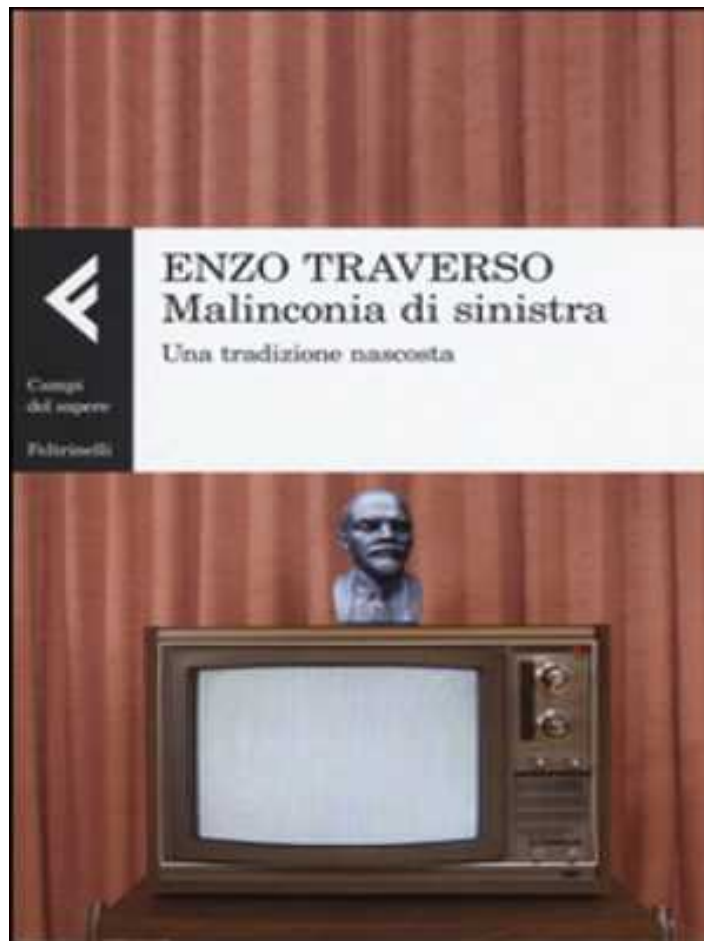 ENZO TRAVERSO
Malinconia di sinistra
Una tradizione nascosta
Campi
del sapere
Feltrinelli